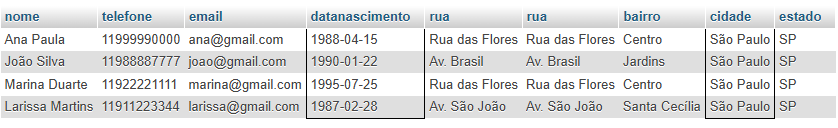 nome telefone email datanascimento rua rua bairro cidade estado
Ana Paula 11999990000 ana@gmail.com 1988-04-15 Rua das Flores Rua das Flores Centro São Paulo SP
João Silva 11988887777 joao@gmail.com 1990-01-22 Av. Brasil Av. Brasil Jardins São Paulo SP
Marina Duarte 11922221111 marina@gmail.com 1995-07-25 Rua das Flores Rua das Flores Centro São Paulo SP
Larissa Martins 11911223344 larissa@gmail.com 1987-02-28 Av. São João Av. São João Santa Cecília São Paulo SP